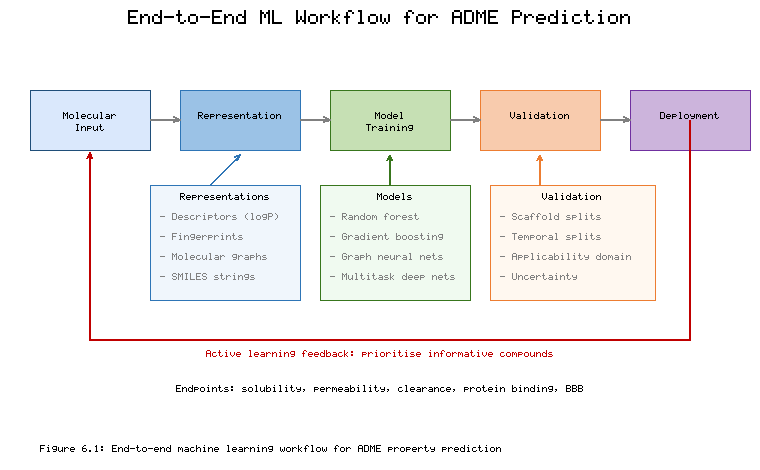 End-to-End ML Workflow for ADME Prediction
Molecular
Input
Representation
Model
Training
Validation
Deployment
Representations
- Descriptors (logP)
- Fingerprints
- Molecular graphs
- SMILES strings
Models
- Random forest
- Gradient boosting
- Graph neural nets
- Multitask deep nets
Validation
- Scaffold splits
- Temporal splits
- Applicability domain
- Uncertainty
Active learning feedback: prioritise informative compounds
Endpoints: solubility, permeability, clearance, protein binding, BBB
Figure 6.1: End-to-end machine learning workflow for ADME property prediction